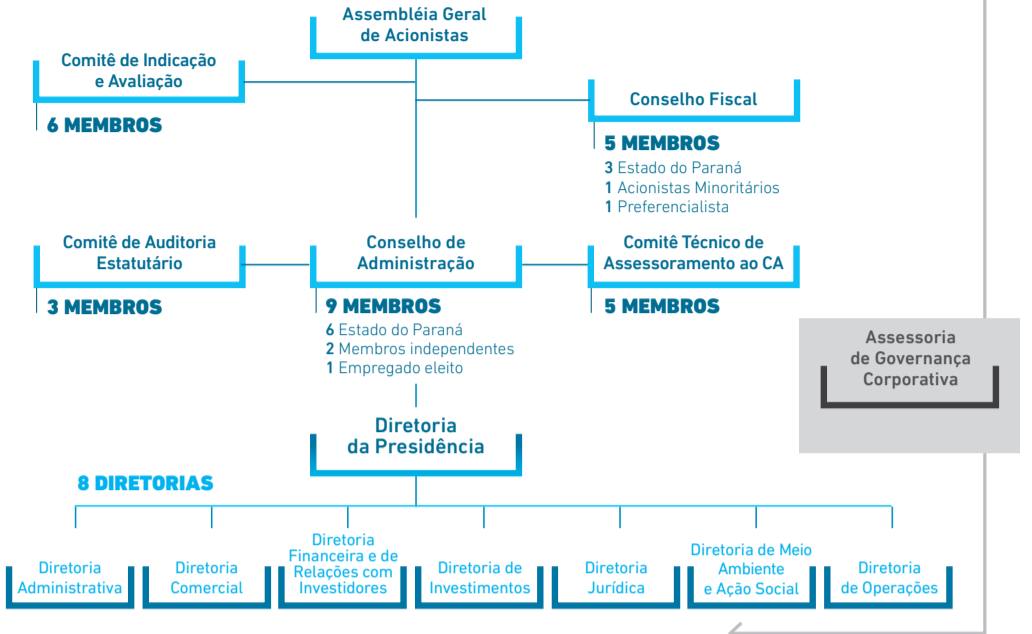 Assembléia Geral
de Acionistas
Comitê de Indicação
e Avaliação
6 MEMBROS
Conselho Fiscal
5 MEMBROS
3 Estado do Paraná
1 Acionistas Minoritários
1 Preferencialista
Comitê de Auditoria
Estatutário
3 MEMBROS
Conselho de
Administração
9 MEMBROS
6 Estado do Paraná
2 Membros independentes
1 Empregado eleito
Comitê Técnico de
Assessoramento ao CA
5 MEMBROS
Assessoria
de Governança
Corporativa
Diretoria
da Presidência
8 DIRETORIAS
Diretoria
Administrativa
Diretoria
Comercial
Diretoria
Financeira e de
Relações com
Investidores
Diretoria de
Investimentos
Diretoria
Jurídica
Diretoria de Meio
Ambiente
e Ação Social
Diretoria
de Operações